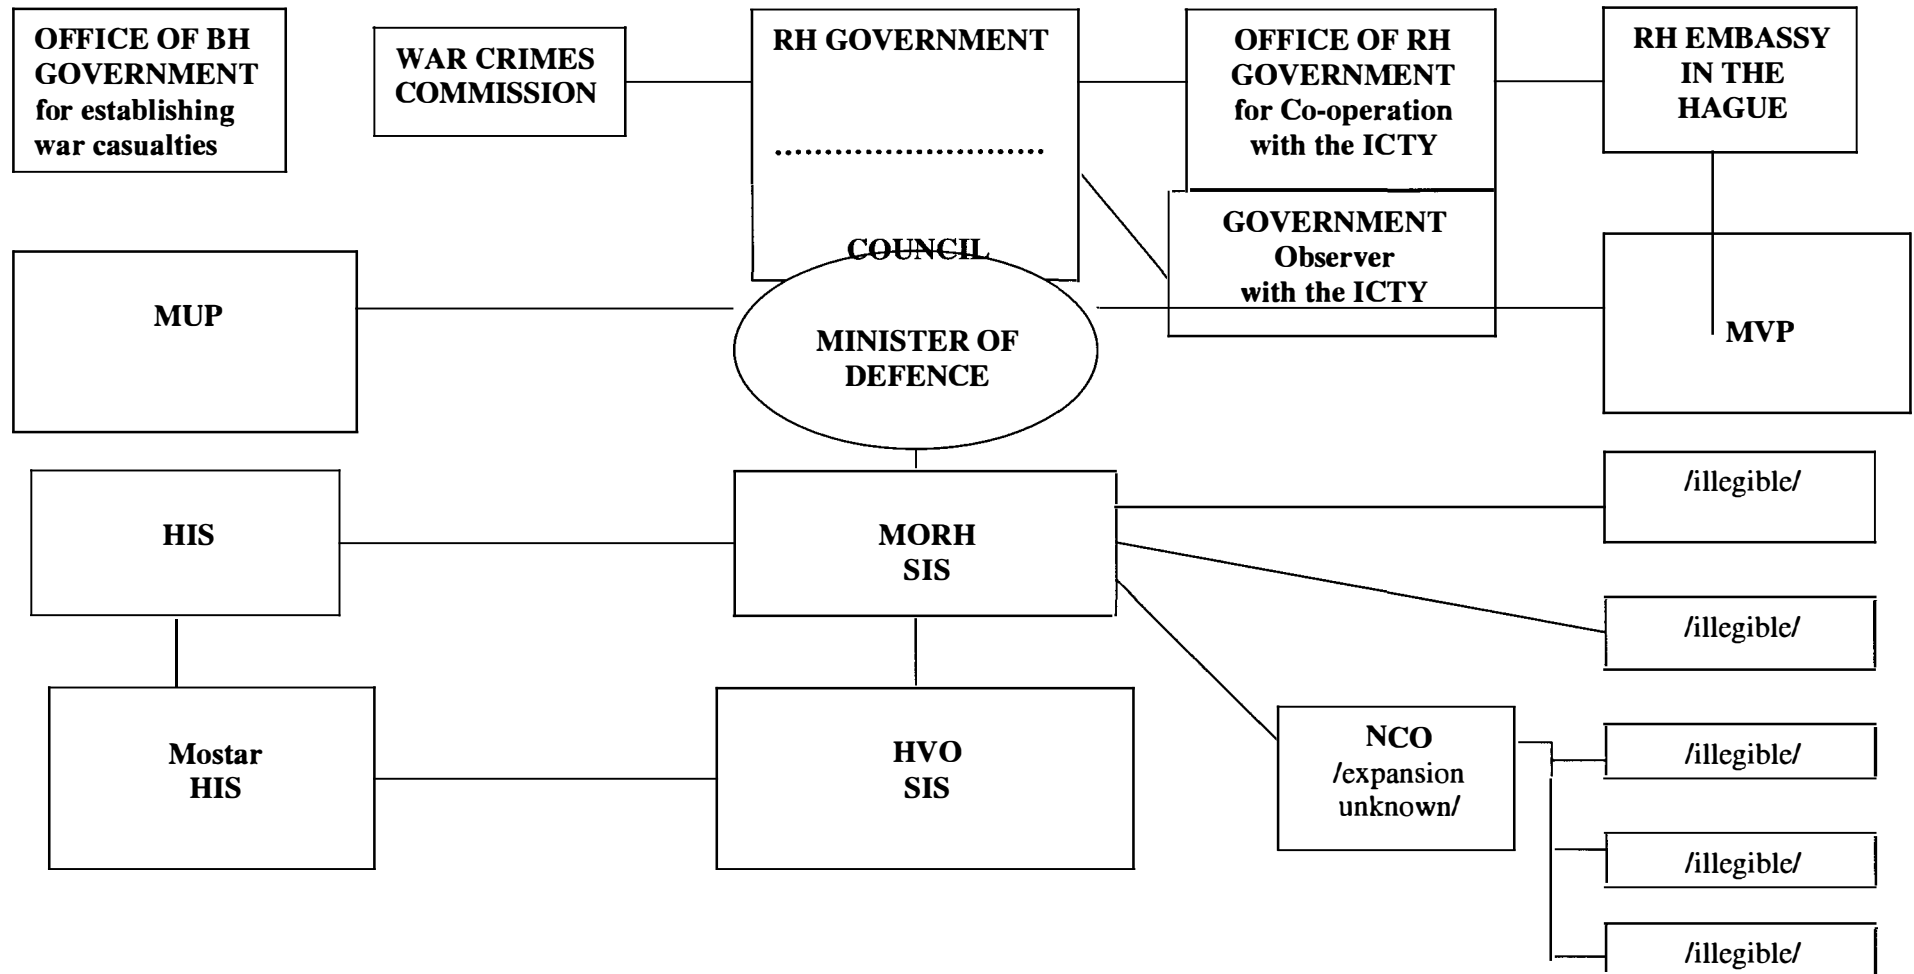 OFFICE OF BH
GOVERNMENT
for establishing
war casualties
WAR CRIMES
COMMISSION
RH GOVERNMENT
..............................
COUNCIL
OFFICE OF RH
GOVERNMENT
for Co-operation
with the ICTY
RH EMBASSY
IN THE
HAGUE
GOVERNMENT
Observer
with the ICTY
MUP
MINISTER OF
DEFENCE
MVP
HIS
MORH
SIS
/illegible/
/illegible/
Mostar
HIS
HVO
SIS
NCO
/expansion
unknown/
/illegible/
/illegible/
/illegible/